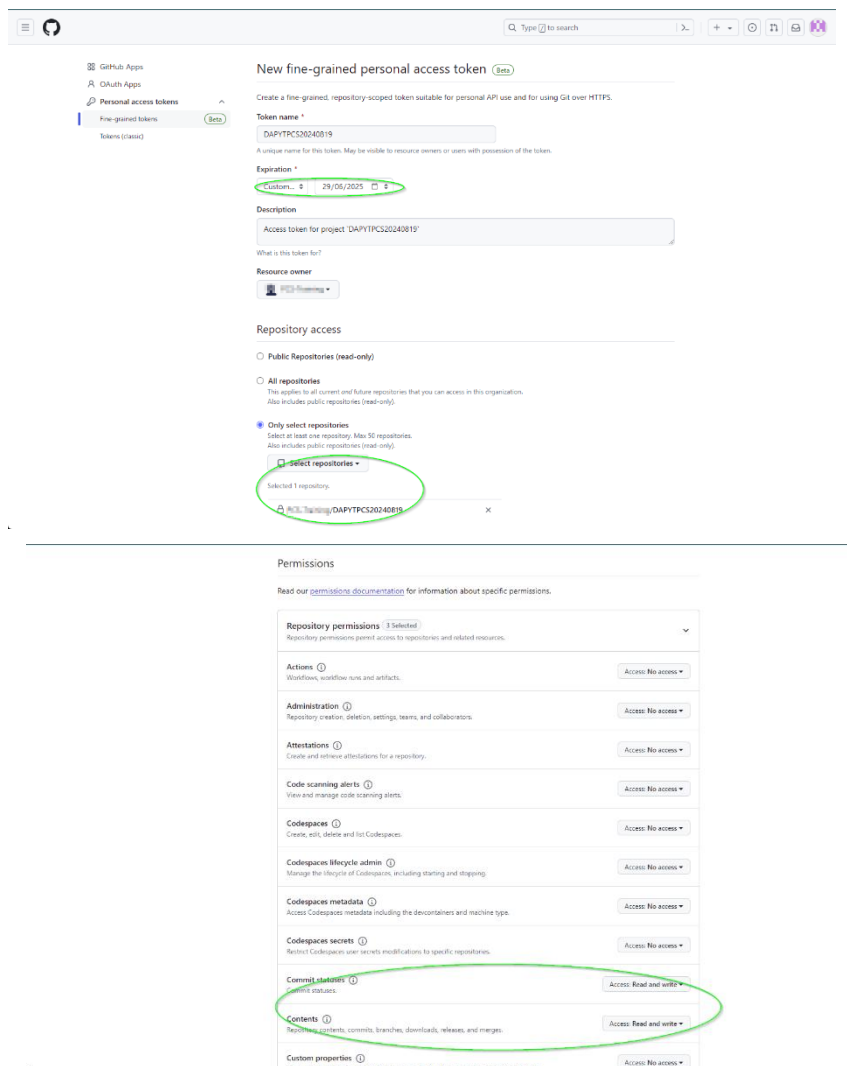 Type / to search
GitHub Apps
OAuth Apps
Personal access tokens
Fine-grained tokens Beta
Tokens (classic)
New fine-grained personal access token Beta
Create a fine-grained, repository-scoped token suitable for personal API use and for using Git over HTTPS.
Token name *
DAPYTPCS20240819
A unique name for this token. May be visible to resource owners or users with possession of the token.
Expiration *
Custom... 29/06/2025
Description
Access token for project 'DAPYTPCS20240819'
What is this token for?
Resource owner
Repository access
Public Repositories (read-only)
All repositories
This applies to all current and future repositories that you can access in this organization.
Also includes public repositories (read-only).
Only select repositories
Select at least one repository. Max 50 repositories.
Also includes public repositories (read-only).
Select repositories
Selected 1 repository.
/DAPYTPCS20240819
Permissions
Read our permissions documentation for information about specific permissions.
Repository permissions 3 Selected
Repository permissions permit access to repositories and related resources.
Actions
Workflows, workflow runs and artifacts.
Access: No access
Administration
Repository creation, deletion, settings, teams, and collaborators.
Access: No access
Attestations
Create and retrieve attestations for a repository.
Access: No access
Code scanning alerts
View and manage code scanning alerts.
Access: No access
Codespaces
Create, edit, delete and list Codespaces.
Access: No access
Codespaces lifecycle admin
Manage the lifecycle of Codespaces, including starting and stopping.
Access: No access
Codespaces metadata
Access Codespaces metadata including the devcontainers and machine type.
Access: No access
Codespaces secrets
Restrict Codespaces user secrets modifications to specific repositories.
Access: No access
Commit statuses
Commit statuses.
Access: Read and write
Contents
Repository contents, commits, branches, downloads, releases, and merges.
Access: Read and write
Custom properties
Access: No access